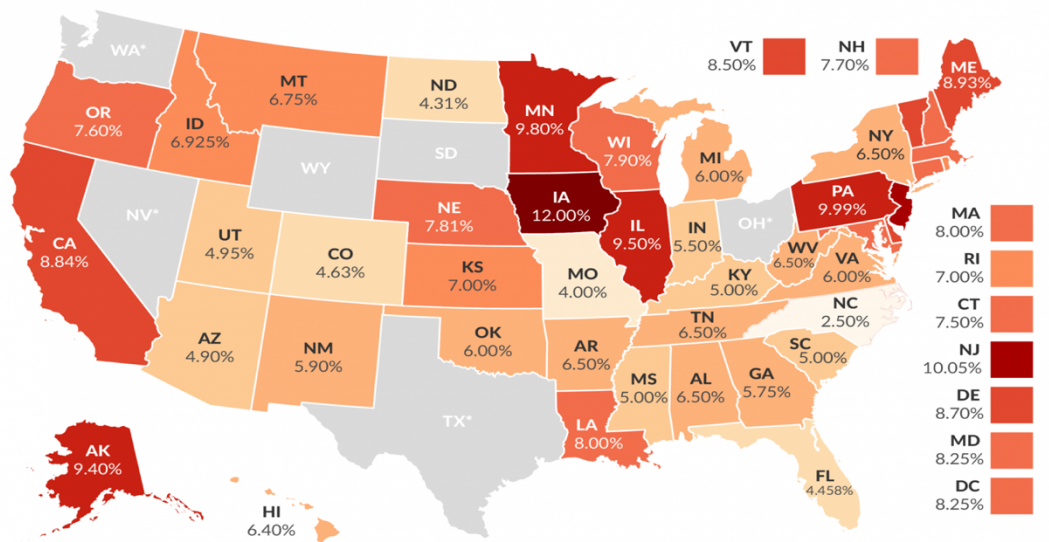 WA*
OR
7.60%
CA
8.84%
NV*
ID
6.925%
MT
6.75%
WY
UT
4.95%
CO
4.63%
AZ
4.90%
NM
5.90%
ND
4.31%
SD
NE
7.81%
KS
7.00%
OK
6.00%
TX*
MN
9.80%
IA
12.00%
MO
4.00%
AR
6.50%
LA
8.00%
WI
7.90%
IL
9.50%
MI
6.00%
IN
5.50%
OH*
KY
5.00%
TN
6.50%
MS
5.00%
AL
6.50%
GA
5.75%
FL
4.458%
SC
5.00%
NC
2.50%
VA
6.00%
WV
6.50%
PA
9.99%
NY
6.50%
VT
8.50%
NH
7.70%
ME
8.93%
MA
8.00%
RI
7.00%
CT
7.50%
NJ
10.05%
DE
8.70%
MD
8.25%
DC
8.25%
AK
9.40%
HI
6.40%